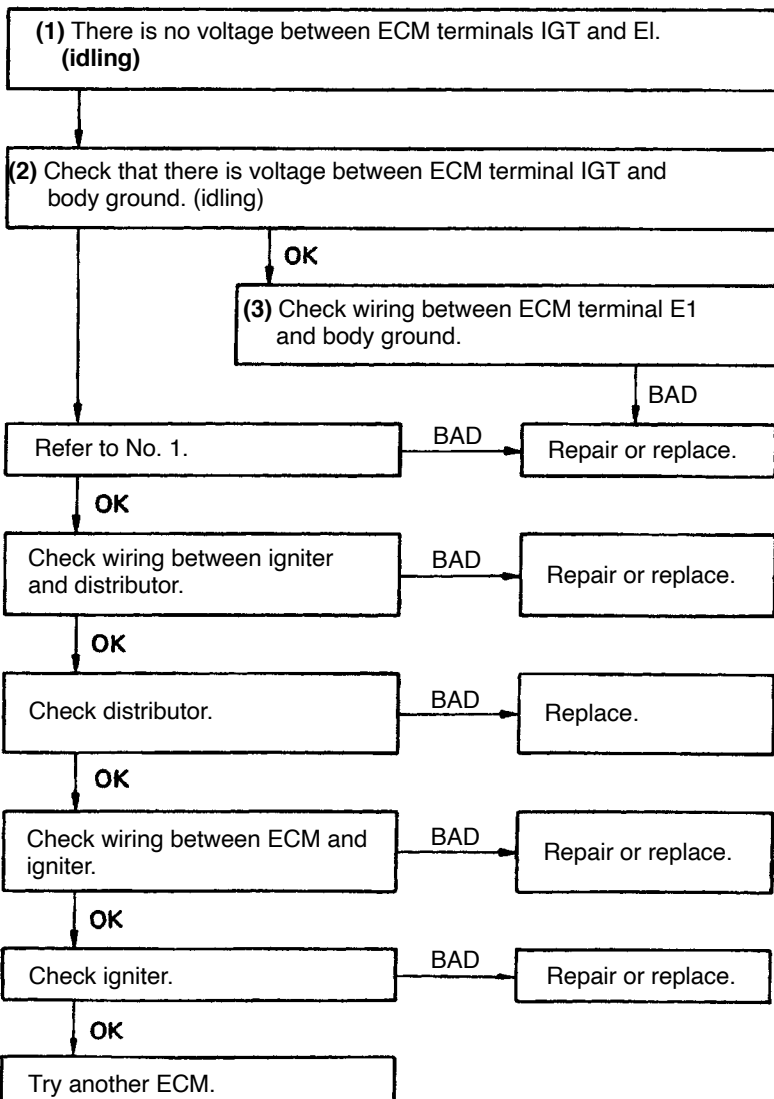 (1) There is no voltage between ECM terminals IGT and El.
(idling)
(2) Check that there is voltage between ECM terminal IGT and
body ground. (idling)
OK
(3) Check wiring between ECM terminal E1
and body ground.
BAD
Refer to No. 1.
BAD
Repair or replace.
OK
Check wiring between igniter
and distributor.
BAD
Repair or replace.
OK
Check distributor.
BAD
Replace.
OK
Check wiring between ECM and
igniter.
BAD
Repair or replace.
OK
Check igniter.
BAD
Repair or replace.
OK
Try another ECM.